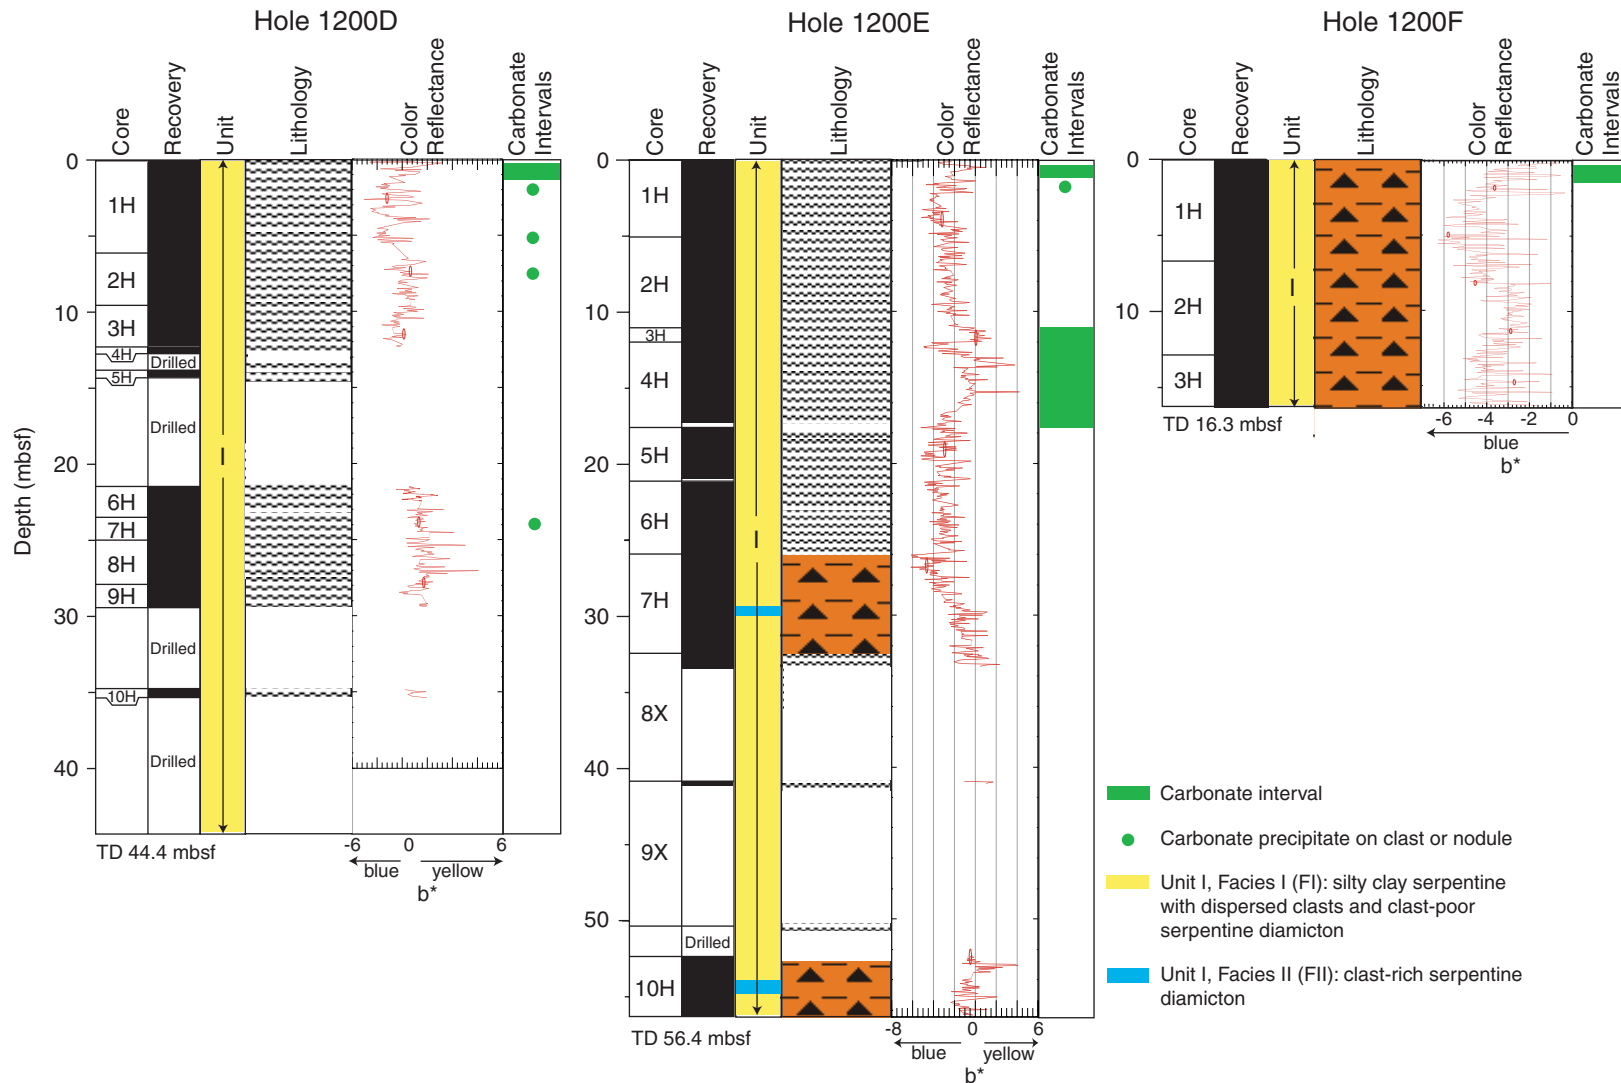 Hole 1200D
Core
Recovery
Unit
Lithology
Color
Reflectance
Carbonate
Intervals
Depth (mbsf)
0
10
20
30
40
1H
2H
3H
4H
5H
6H
7H
8H
9H
10H
Drilled
Drilled
Drilled
Drilled
I
TD 44.4 mbsf
-6 0 6
blue yellow
b*
Hole 1200E
Core
Recovery
Unit
Lithology
Color
Reflectance
Carbonate
Intervals
0
10
20
30
40
50
1H
2H
3H
4H
5H
6H
7H
8X
9X
10H
Drilled
I
TD 56.4 mbsf
-8 0 6
blue yellow
b*
Hole 1200F
Core
Recovery
Unit
Lithology
Color
Reflectance
Carbonate
Intervals
0
10
1H
2H
3H
I
TD 16.3 mbsf
-6 -4 -2 0
blue
b*
Carbonate interval
Carbonate precipitate on clast or nodule
Unit I, Facies I (FI): silty clay serpentine
with dispersed clasts and clast-poor
serpentine diamicton
Unit I, Facies II (FII): clast-rich serpentine
diamicton